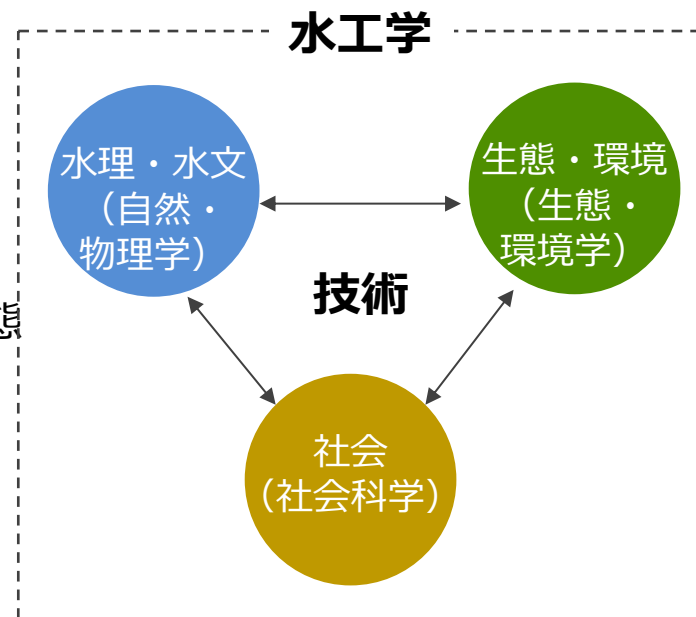 水工学
水理・水文
（自然・
物理学）
生態・環境
（生態・
環境学）
技術
態
社会
（社会科学）